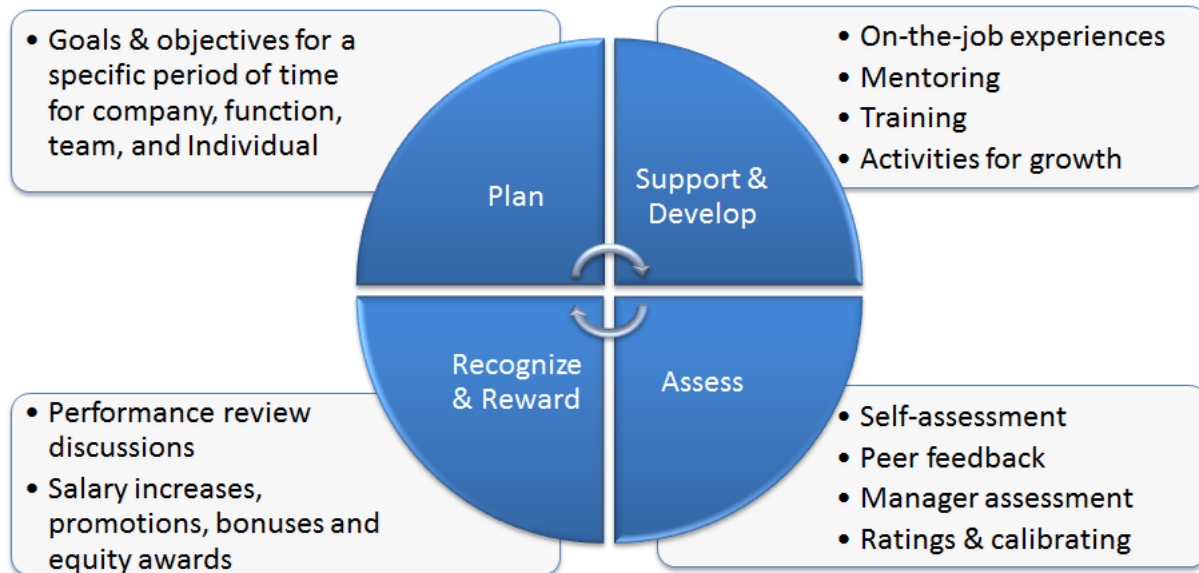 • Goals & objectives for a
specific period of time
for company, function,
team, and Individual
• On-the-job experiences
• Mentoring
• Training
• Activities for growth
Plan
Support &
Develop
Recognize
& Reward
Assess
• Performance review
discussions
• Salary increases,
promotions, bonuses and
equity awards
• Self-assessment
• Peer feedback
• Manager assessment
• Ratings & calibrating